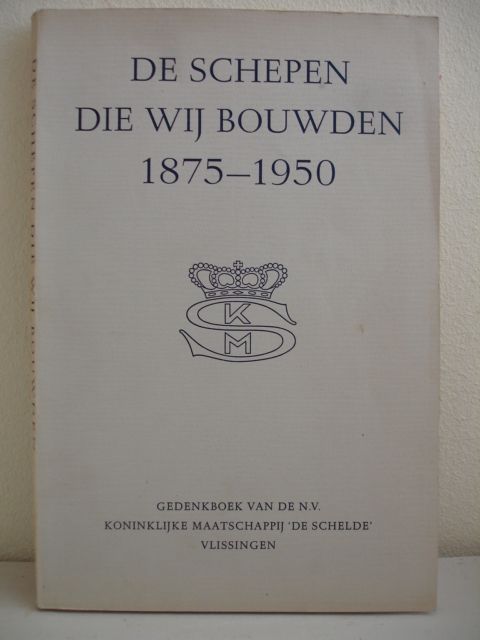 DE SCHEPEN
DIE WIJ BOUWDEN
1875–1950
K
S
M
GEDENKBOEK VAN DE N.V.
KONINKLIJKE MAATSCHAPPIJ 'DE SCHELDE'
VLISSINGEN